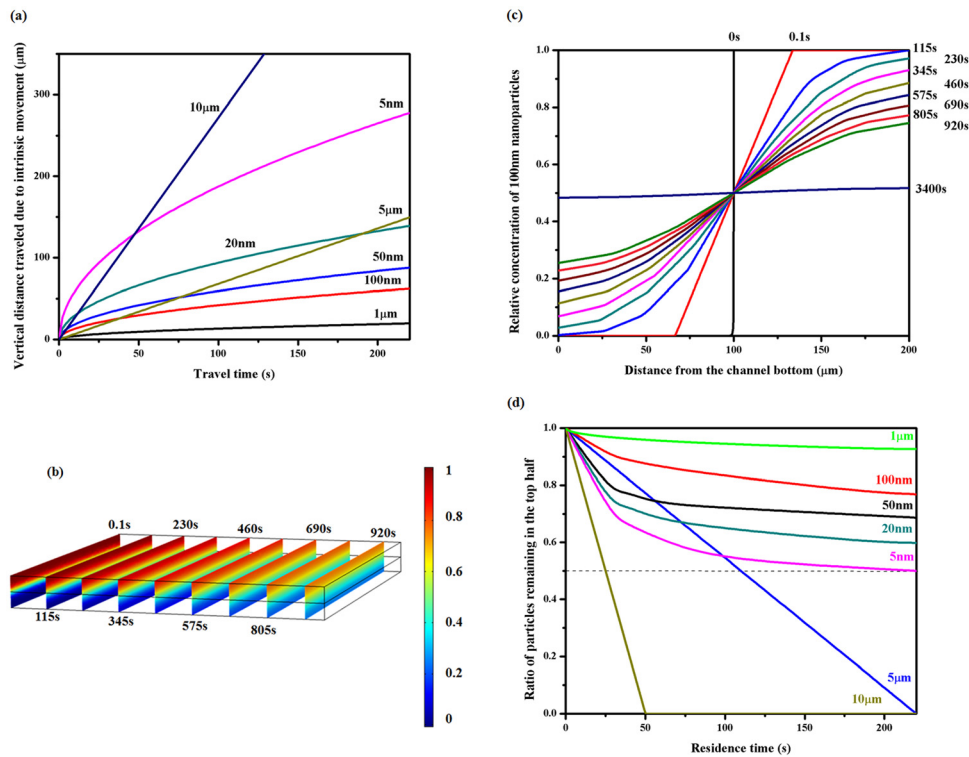 (a)
Vertical distance traveled due to intrinsic movement (μm)
300
200
100
0
0
50
100
150
200
Travel time (s)
10μm
5nm
5μm
20nm
50nm
100nm
1μm
(c)
0s
0.1s
Relative concentration of 100nm nanoparticles
1.0
0.8
0.6
0.4
0.2
0.0
0
50
100
150
200
Distance from the channel bottom (μm)
115s
230s
345s
460s
575s
690s
805s
920s
3400s
(b)
0.1s
230s
460s
690s
920s
115s
345s
575s
805s
1
0.8
0.6
0.4
0.2
0
(d)
Ratio of particles remaining in the top half
1.0
0.8
0.6
0.4
0.2
0.0
0
50
100
150
200
Residence time (s)
1μm
100nm
50nm
20nm
5nm
5μm
10μm